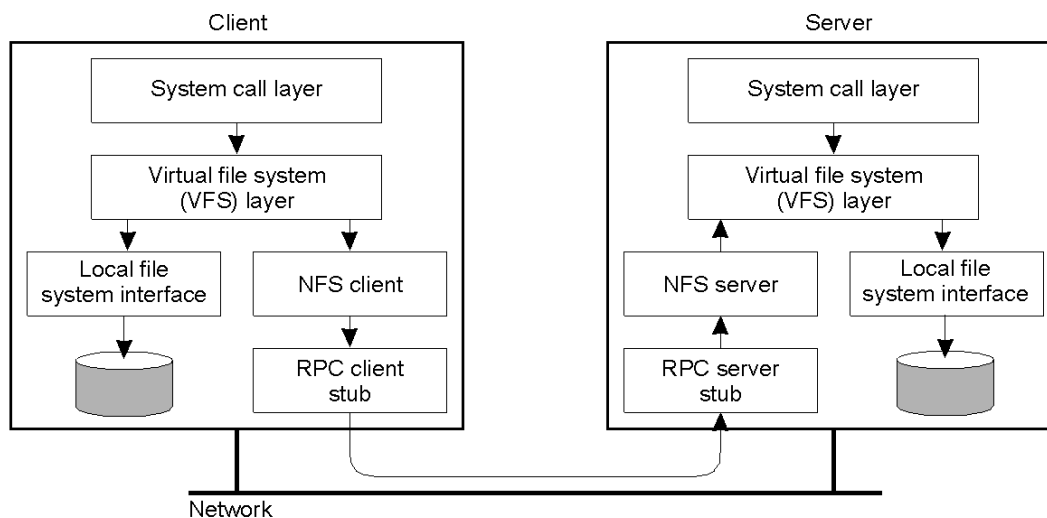 Client
System call layer
Virtual file system
(VFS) layer
Local file
system interface
NFS client
RPC client
stub
Server
System call layer
Virtual file system
(VFS) layer
NFS server
Local file
system interface
RPC server
stub
Network